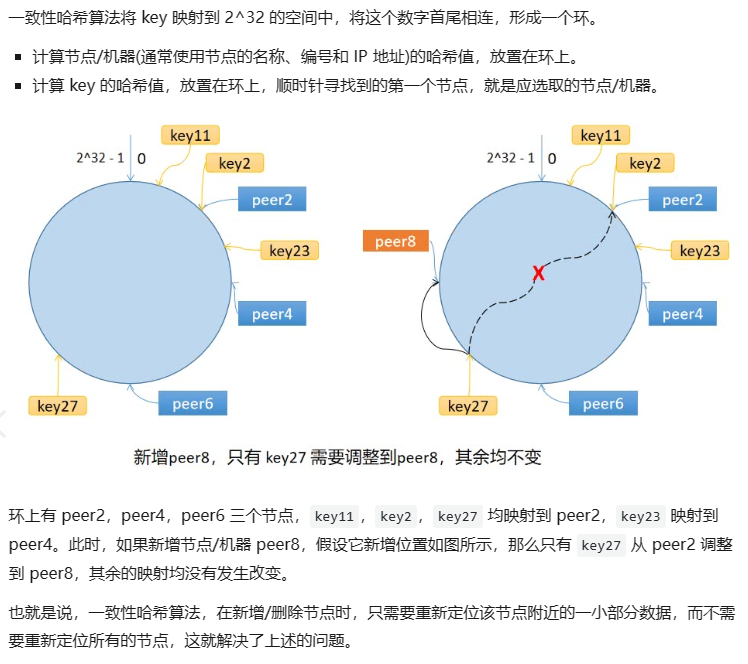 一致性哈希算法将 key 映射到 2^32 的空间中，将这个数字首尾相连，形成一个环。
计算节点/机器(通常使用节点的名称、编号和 IP 地址)的哈希值，放置在环上。
计算 key 的哈希值，放置在环上，顺时针寻找到的第一个节点，就是应选取的节点/机器。
key11
2^32 - 1
0
key2
peer2
key23
peer4
key27
peer6
key11
2^32 - 1
0
key2
peer2
peer8
key23
X
peer4
key27
peer6
新增peer8，只有 key27 需要调整到peer8，其余均不变
环上有 peer2，peer4，peer6 三个节点，key11，key2，key27 均映射到 peer2，key23 映射到
peer4。此时，如果新增节点/机器 peer8，假设它新增位置如图所示，那么只有 key27 从 peer2 调整
到 peer8，其余的映射均没有发生改变。
也就是说，一致性哈希算法，在新增/删除节点时，只需要重新定位该节点附近的一小部分数据，而不需
要重新定位所有的节点，这就解决了上述的问题。